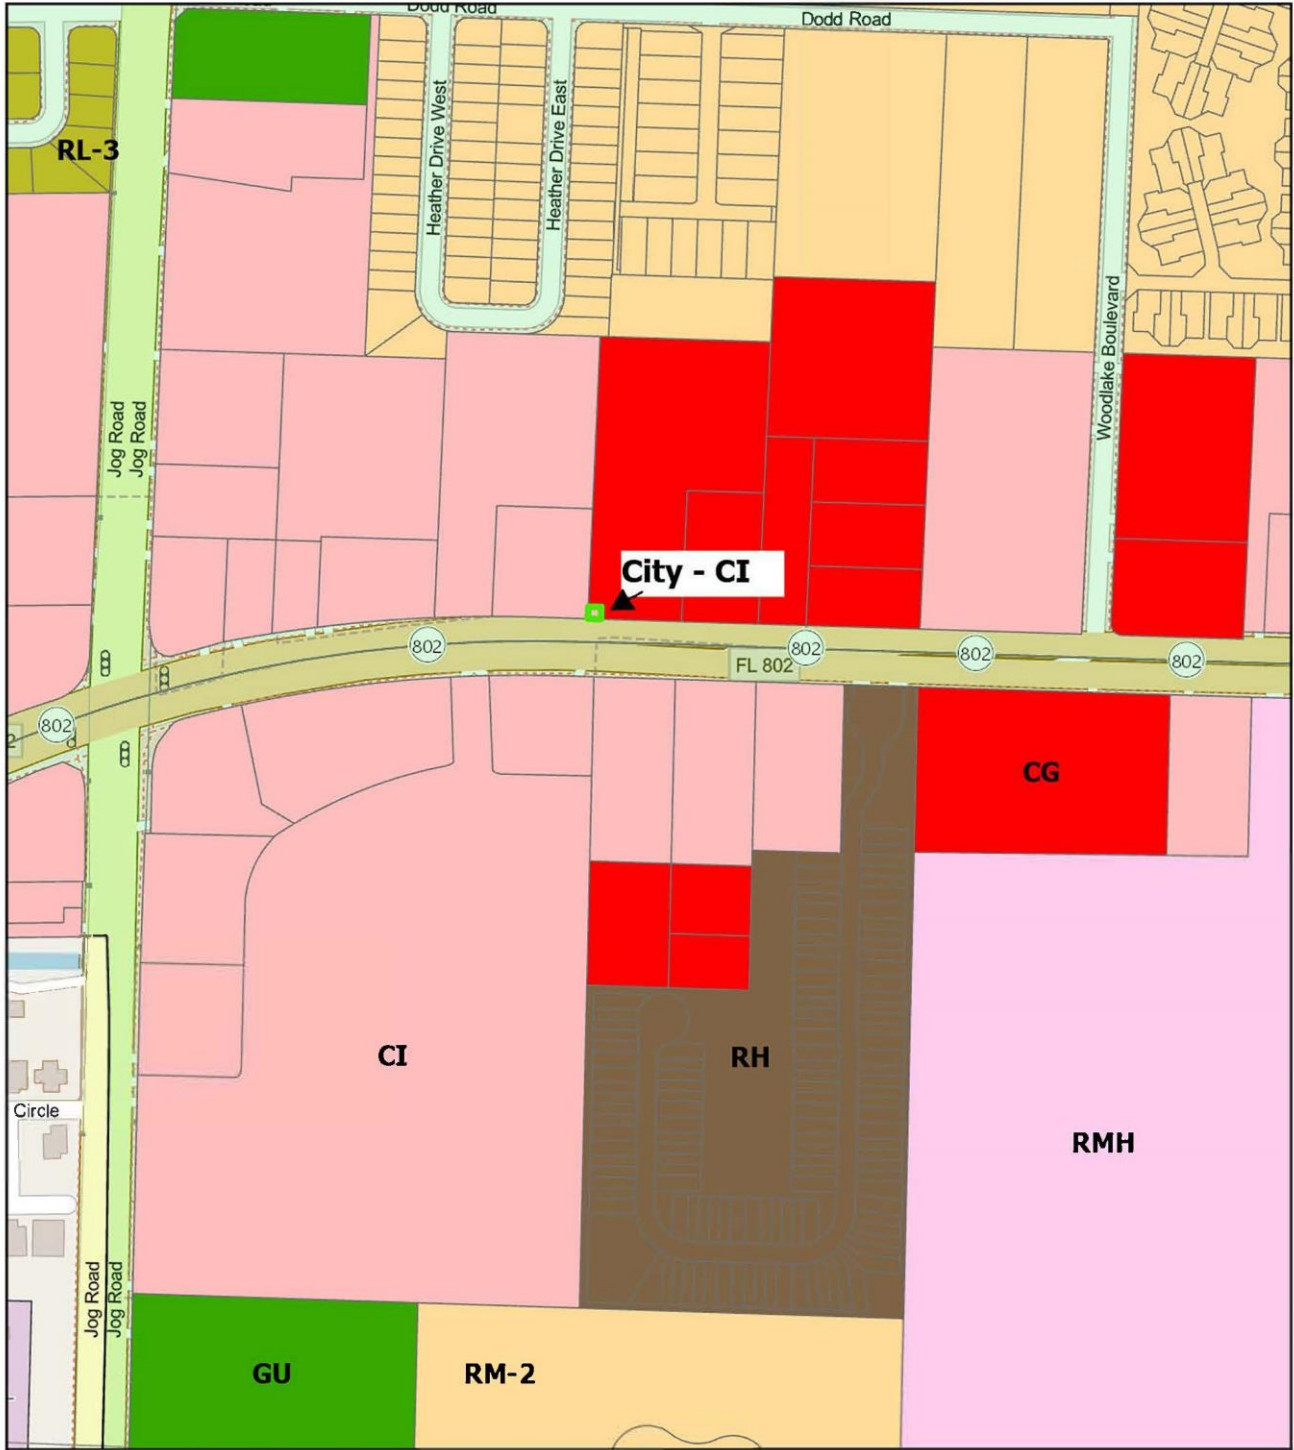 Dodd Road
Dodd Road
RL-3
Heather Drive West
Heather Drive East
Woodlake Boulevard
Jog Road
Jog Road
City - CI
802
FL 802
802
802
802
802
2
CG
CI
RH
Circle
RMH
Jog Road
Jog Road
GU
RM-2